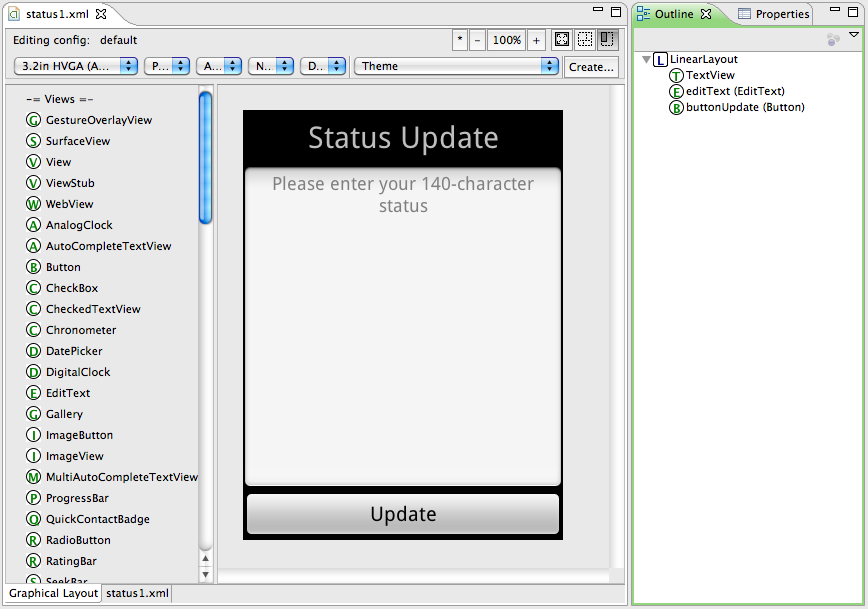 status1.xml
Editing config: default
* - 100% +
3.2in HVGA (A... P... A... N... D... Theme Create...
-= Views =-
GGestureOverlayView
S SurfaceView
V View
V ViewStub
W WebView
A AnalogClock
A AutoCompleteTextView
B Button
C CheckBox
C CheckedTextView
C Chronometer
D DatePicker
D DigitalClock
E EditText
G Gallery
I ImageButton
I ImageView
M MultiAutoCompleteTextView
P ProgressBar
Q QuickContactBadge
R RadioButton
R RatingBar
S SeekBar
Status Update
Please enter your 140-character
status
Update
Graphical Layout status1.xml
Outline Properties
L LinearLayout
T TextView
E editText (EditText)
B buttonUpdate (Button)